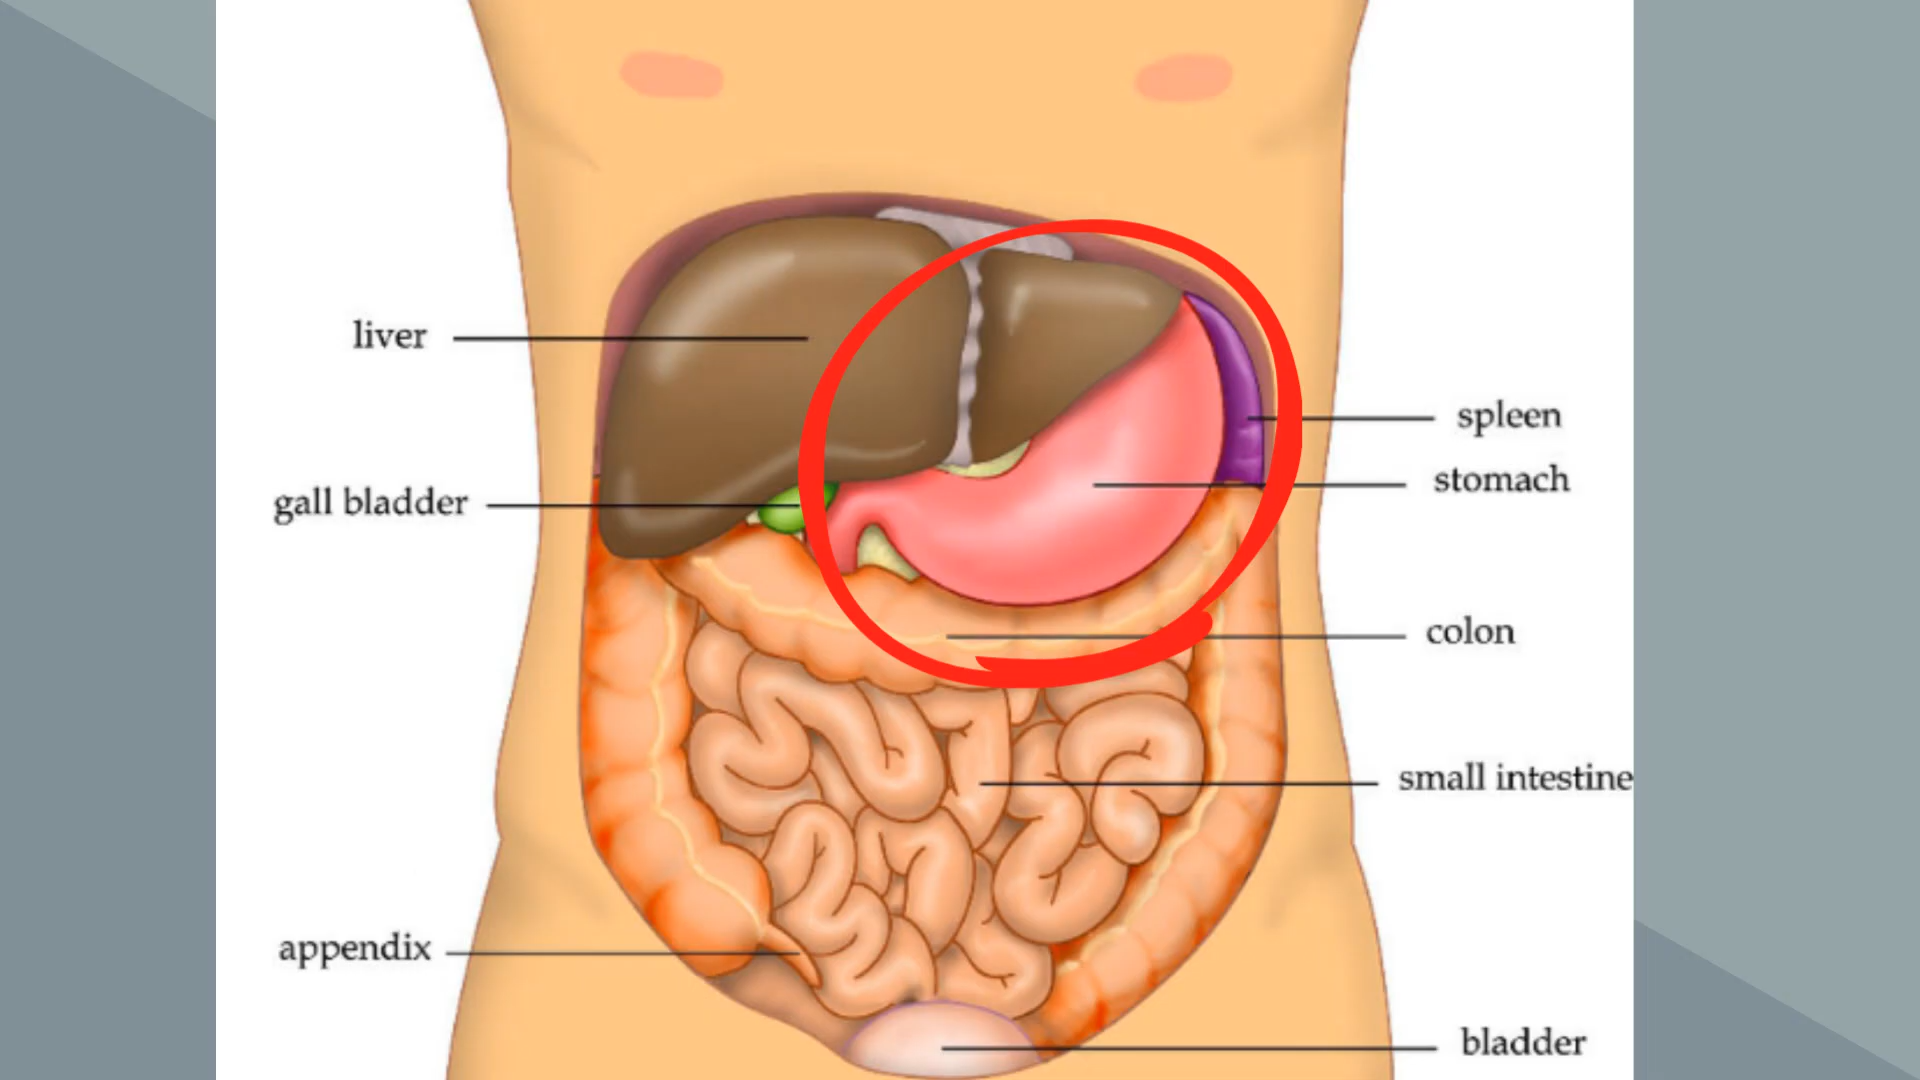 liver
spleen
stomach
gall bladder
colon
small intestine
appendix
bladder